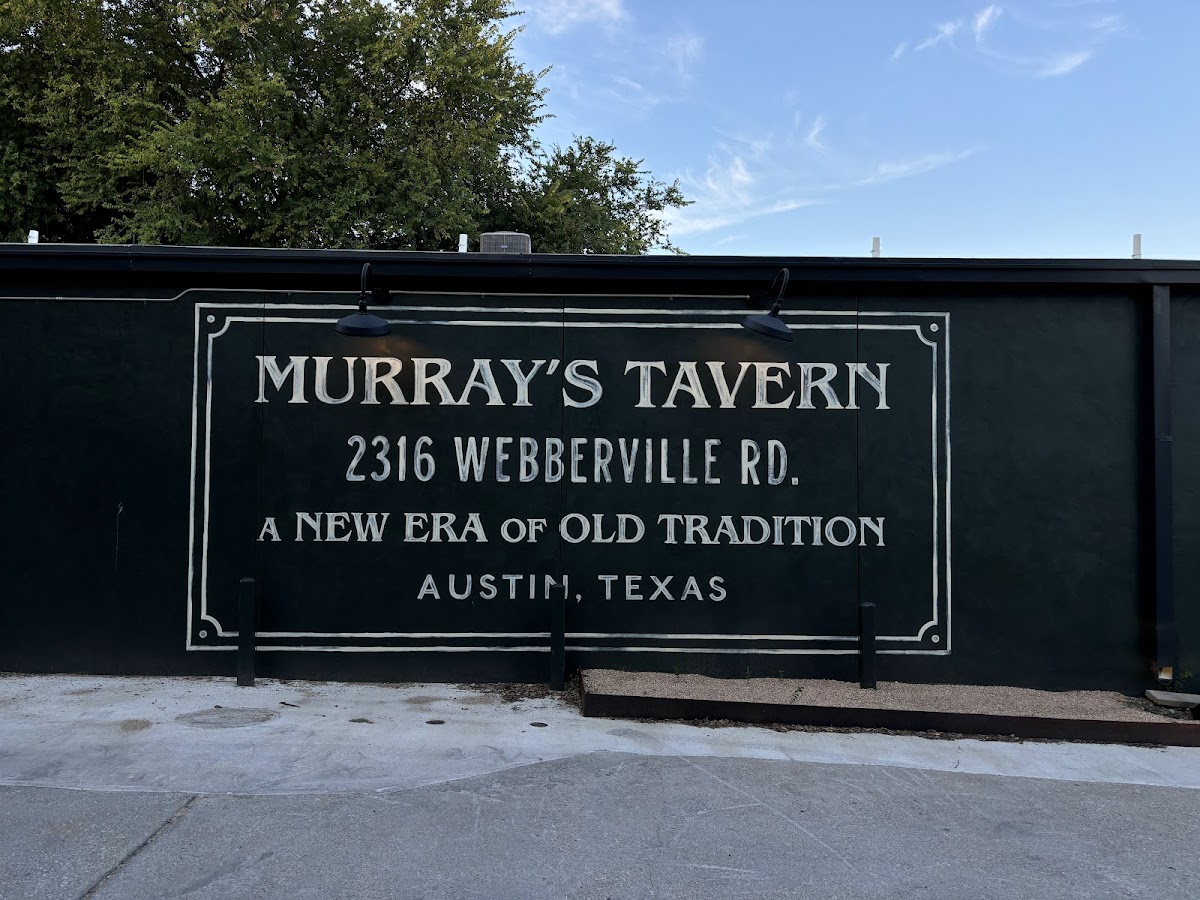 MURRAY'S TAVERN
2316 WEBBERVILLE RD.
A NEW ERA OF OLD TRADITION
AUSTIN, TEXAS